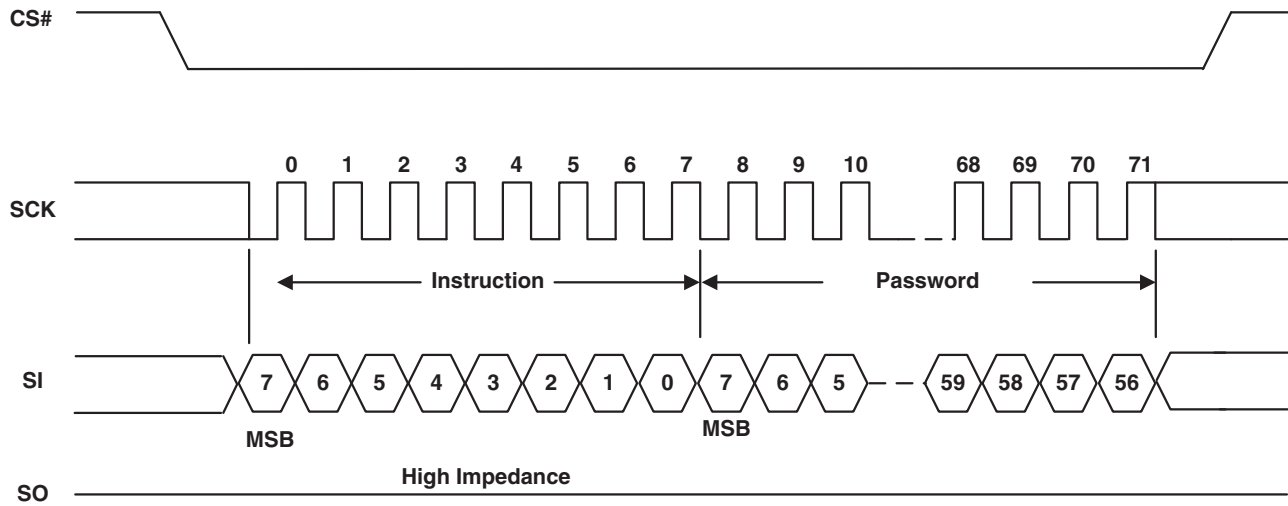 CS#
0 1 2 3 4 5 6 7 8 9 10 68 69 70 71
SCK
Instruction Password
SI 7 6 5 4 3 2 1 0 7 6 5 59 58 57 56
MSB MSB
High Impedance
SO